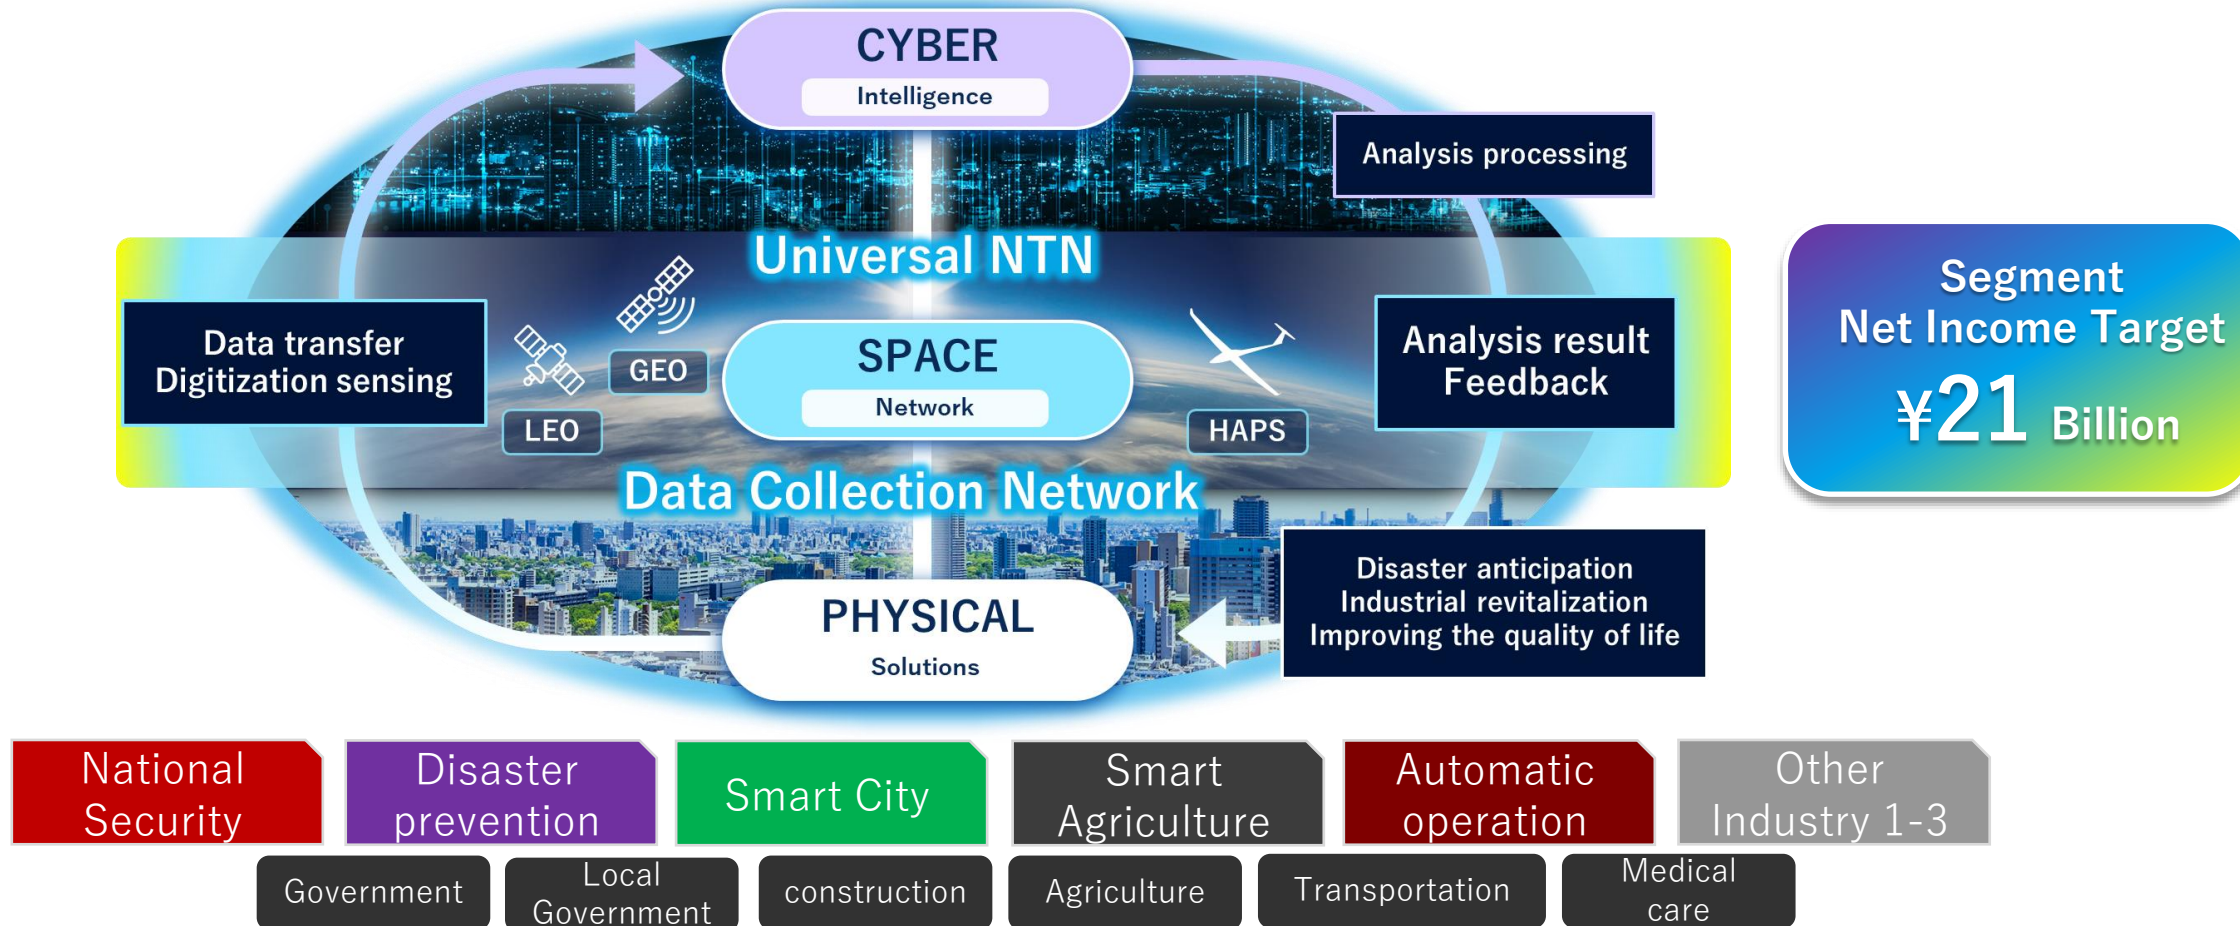 CYBER
Intelligence
Analysis processing
Universal NTN
Data transfer
Digitization sensing
GEO
LEO
SPACE
Network
HAPS
Analysis result
Feedback
Segment
Net Income Target
¥21 Billion
Data Collection Network
PHYSICAL
Solutions
Disaster anticipation
Industrial revitalization
Improving the quality of life
National
Security
Disaster
prevention
Smart City
Smart
Agriculture
Automatic
operation
Other
Industry 1-3
Government
Local
Government
construction
Agriculture
Transportation
Medical
care